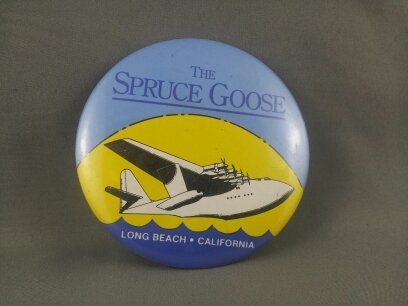 THE
SPRUCE GOOSE
LONG BEACH • CALIFORNIA